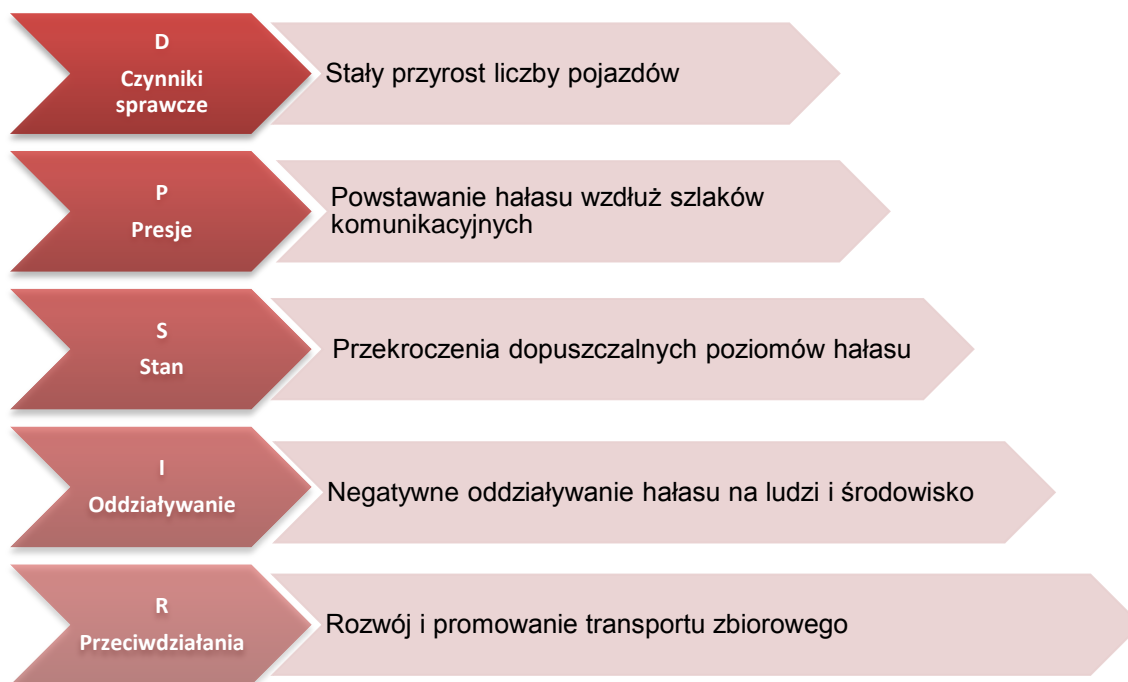 D
Czynniki
sprawcze
Stały przyrost liczby pojazdów
P
Presje
Powstawanie hałasu wzdłuż szlaków
komunikacyjnych
S
Stan
Przekroczenia dopuszczalnych poziomów hałasu
I
Oddziaływanie
Negatywne oddziaływanie hałasu na ludzi i środowisko
R
Przeciwdziałania
Rozwój i promowanie transportu zbiorowego